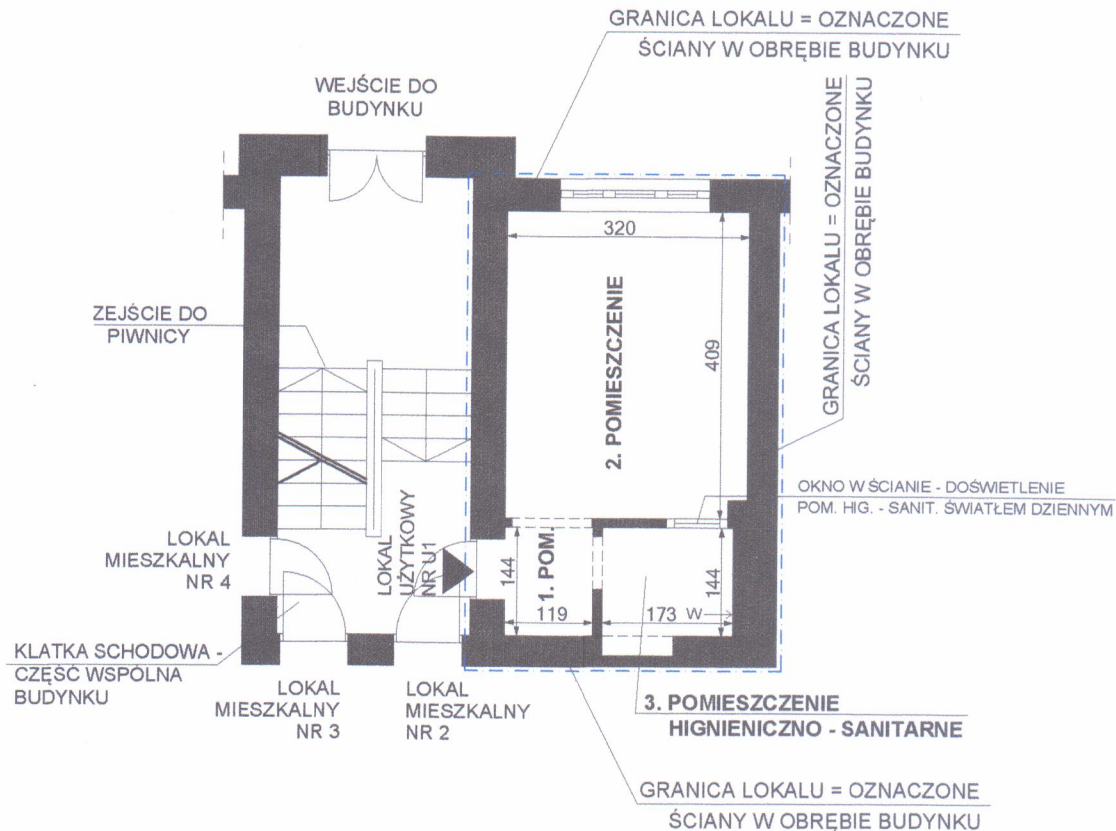 GRANICA LOKALU = OZNACZONE
ŚCIANY W OBRĘBIE BUDYNKU
WEJŚCIE DO
BUDYNKU
GRANICA LOKALU = OZNACZONE
ŚCIANY W OBRĘBIE BUDYNKU
320
ZEJŚCIE DO
PIWNICY
2. POMIESZCZENIE
409
OKNO W ŚCIANIE - DOŚWIETLENIE
POM. HIG. - SANIT. ŚWIATŁEM DZIENNYM
LOKAL
MIESZKALNY
NR 4
LOKAL
UŻYTKOWY
NR U1
144
1. POM.
119
173
W
144
KLATKA SCHODOWA -
CZĘŚĆ WSPÓLNA
BUDYNKU
LOKAL
MIESZKALNY
NR 3
LOKAL
MIESZKALNY
NR 2
3. POMIESZCZENIE
HIGNIENICZNO - SANITARNE
GRANICA LOKALU = OZNACZONE
ŚCIANY W OBRĘBIE BUDYNKU